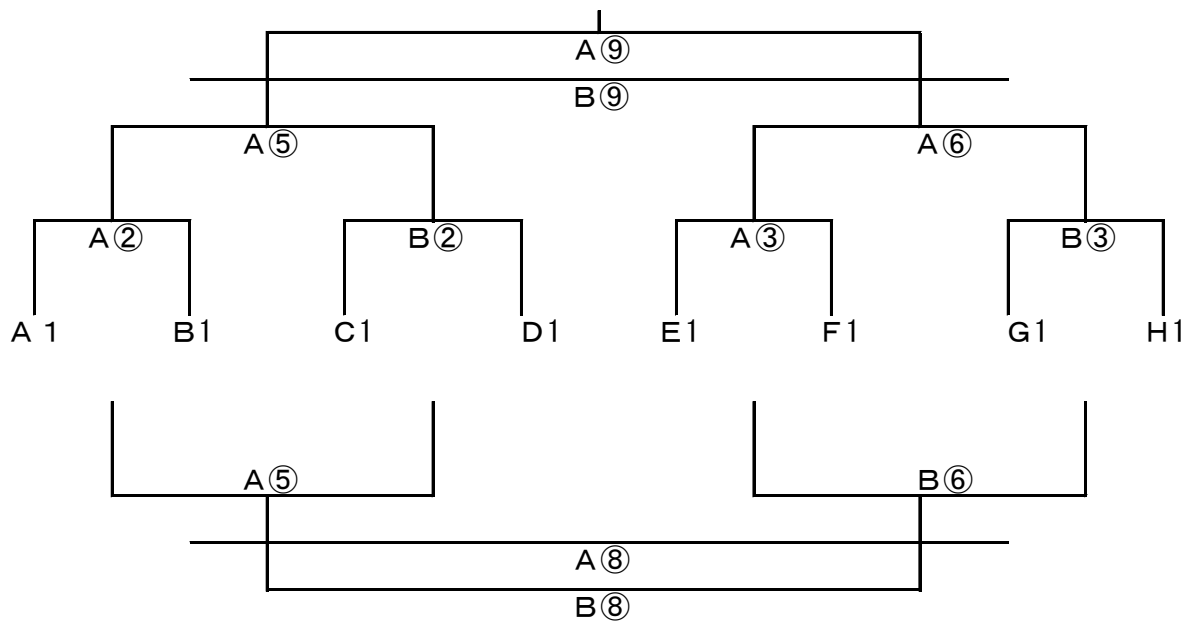 A⑨
B⑨
A⑤ A⑥
A② B② A③ B③
A 1 B1 C1 D1 E1 F1 G1 H1
A⑤ B⑥
A⑧
B⑧